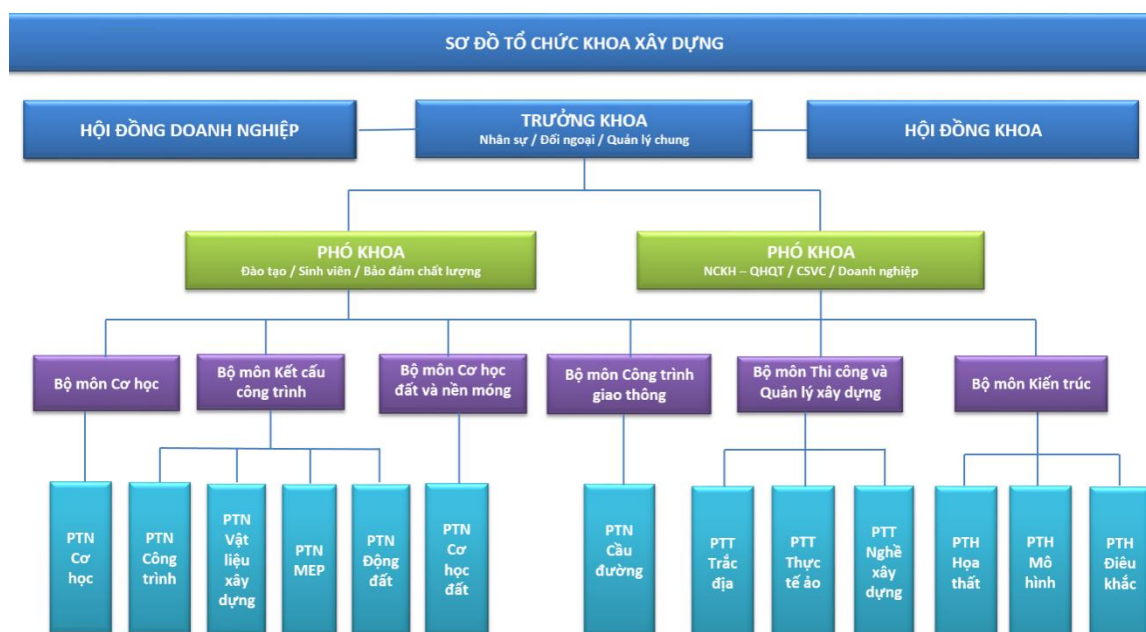 SƠ ĐỒ TỔ CHỨC KHOA XÂY DỰNG
HỘI ĐỒNG DOANH NGHIỆP
TRƯỞNG KHOA
Nhân sự / Đối ngoại / Quản lý chung
HỘI ĐỒNG KHOA
PHÓ KHOA
Đào tạo / Sinh viên / Bảo đảm chất lượng
PHÓ KHOA
NCKH – QHQT / CSVC / Doanh nghiệp
Bộ môn Cơ học
Bộ môn Kết cấu
công trình
Bộ môn Cơ học
đất và nền móng
Bộ môn Công trình
giao thông
Bộ môn Thi công và
Quản lý xây dựng
Bộ môn Kiến trúc
PTN
Cơ
học
PTN
Công
trình
PTN
Vật
liệu xây
dựng
PTN
MEP
PTN
Động
đất
PTN
Cơ
học đất
PTN
Cầu
đường
PTT
Trắc
địa
PTT
Thực
tế ảo
PTT
Nghề xây
dựng
PTH
Họa
thất
PTH
Mô
hình
PTH
Điêu
khắc